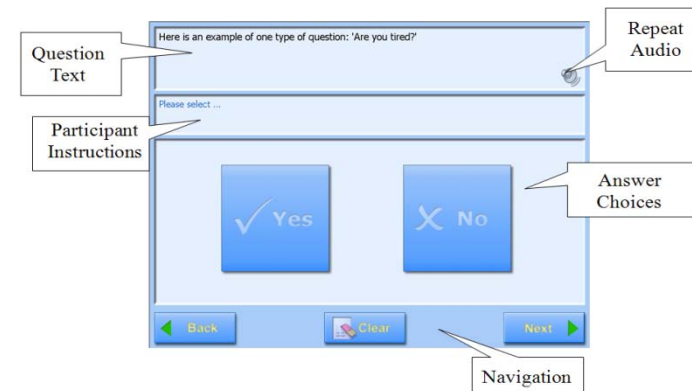 Here is an example of one type of question: 'Are you tired?'
Repeat
Audio
Question
Text
Please select ...
Participant
Instructions
Yes
No
Answer
Choices
Back
Clear
Next
Navigation